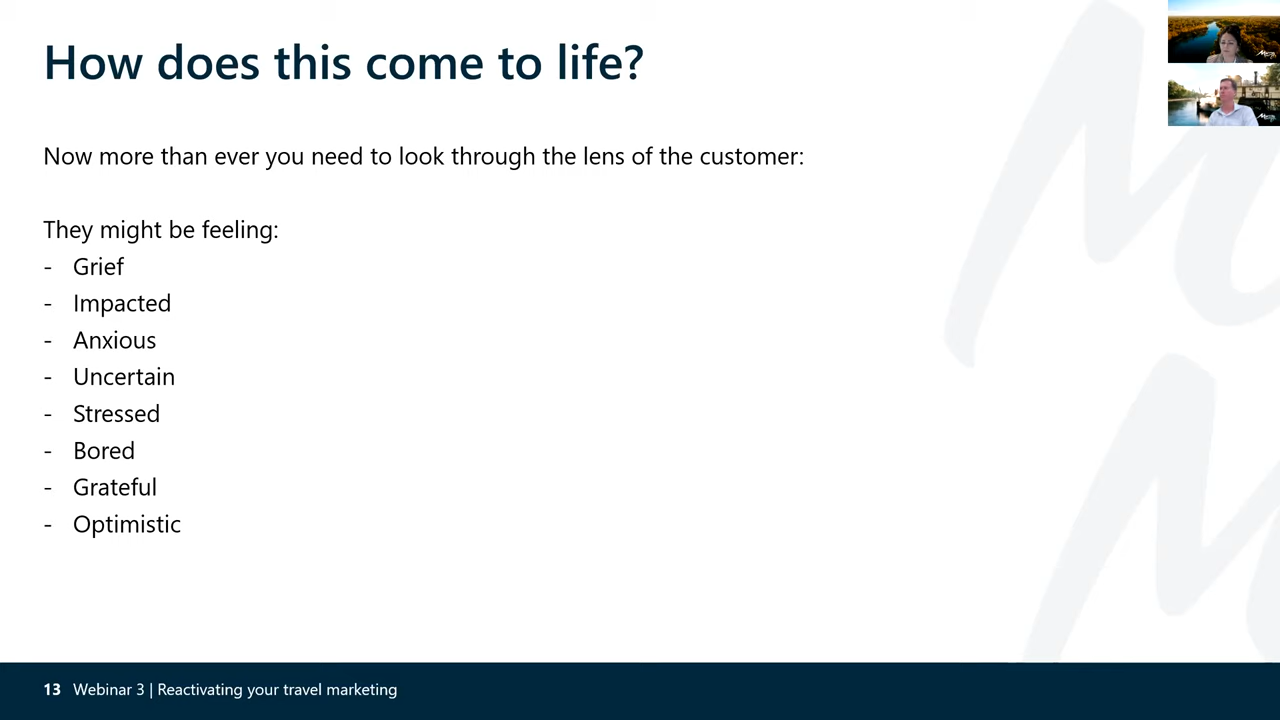 How does this come to life?
Now more than ever you need to look through the lens of the customer:
They might be feeling:
- Grief
- Impacted
- Anxious
- Uncertain
- Stressed
- Bored
- Grateful
- Optimistic
13 Webinar 3 | Reactivating your travel marketing